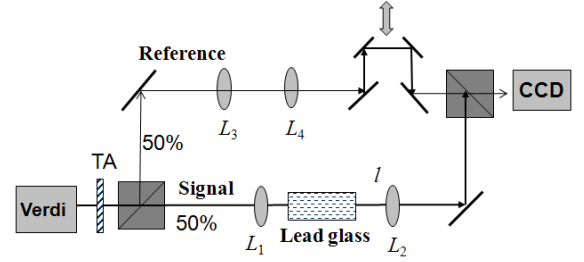 Reference
L3
L4
CCD
50%
TA
Verdi
Signal
50%
L1
Lead glass
l
L2